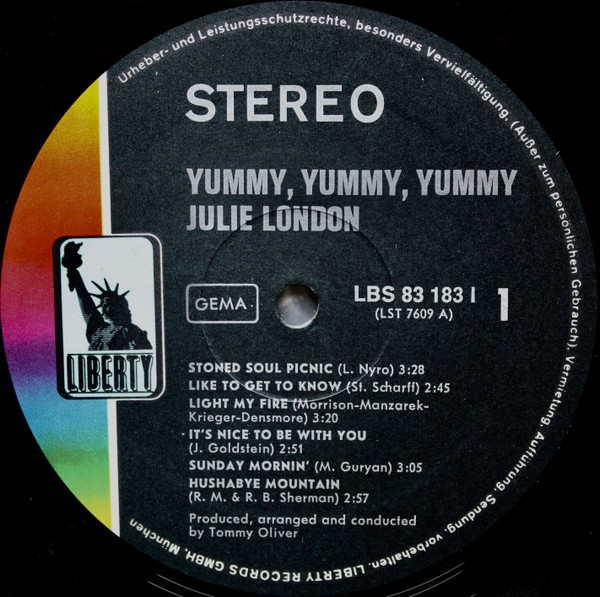 Urheber- und Leistungsschutzrechte, besonders Vervielfältigung, (Außer zum persönlichen Gebrauch), Vermietung, Aufführung, Sendung, vorbehalten. LIBERTY RECORDS GMBH, München
STEREO
YUMMY, YUMMY, YUMMY
JULIE LONDON
LIBERTY
GEMA
LBS 83 183 I
1
(LST 7609 A)
STONED SOUL PICNIC (L. Nyro) 3:28
LIKE TO GET TO KNOW (St. Scharff) 2:45
LIGHT MY FIRE (Morrison-Manzarek-
Krieger-Densmore) 3:20
IT'S NICE TO BE WITH YOU
(J. Goldstein) 2:51
SUNDAY MORNIN' (M. Guryan) 3:05
HUSHABYE MOUNTAIN
(R. M. & R. B. Sherman) 2:57
Produced, arranged and conducted
by Tommy Oliver